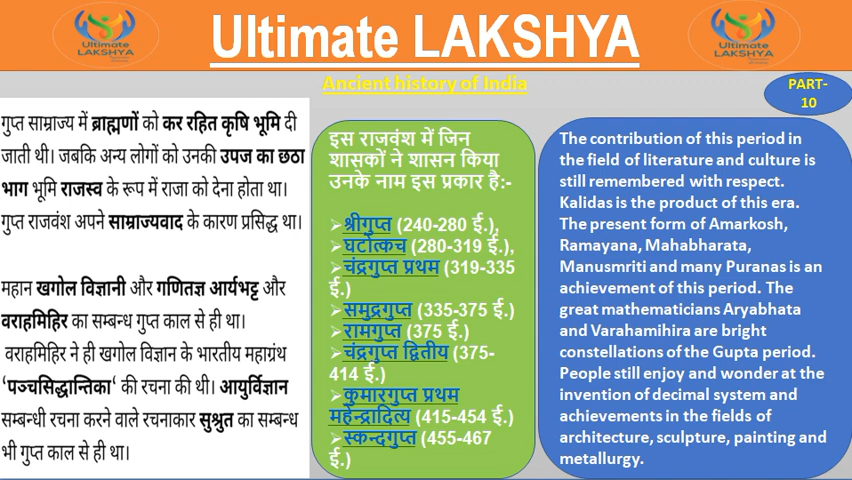 Ultimate
LAKSHYA
Ultimate LAKSHYA
Ultimate
LAKSHYA
Ancient history of India
PART-
10
गुप्त साम्राज्य में ब्राह्मणों को कर रहित कृषि भूमि दी
जाती थी। जबकि अन्य लोगों को उनकी उपज का छठा
भाग भूमि राजस्व के रूप में राजा को देना होता था।
गुप्त राजवंश अपने साम्राज्यवाद के कारण प्रसिद्ध था।
महान खगोल विज्ञानी और गणितज्ञ आर्यभट्ट और
वराहमिहिर का सम्बन्ध गुप्त काल से ही था।
वराहमिहिर ने ही खगोल विज्ञान के भारतीय महाग्रंथ
‘पञ्चसिद्धान्तिका‘ की रचना की थी। आयुर्विज्ञान
सम्बन्धी रचना करने वाले रचनाकार सुश्रुत का सम्बन्ध
भी गुप्त काल से ही था।
इस राजवंश में जिन
शासकों ने शासन किया
उनके नाम इस प्रकार है:-
➢श्रीगुप्त (240-280 ई.),
➢घटोत्कच (280-319 ई.),
➢चंद्रगुप्त प्रथम (319-335
ई.)
➢समुद्रगुप्त (335-375 ई.)
➢रामगुप्त (375 ई.)
➢चंद्रगुप्त द्वितीय (375-
414 ई.)
➢कुमारगुप्त प्रथम
महेन्द्रादित्य (415-454 ई.)
➢स्कन्दगुप्त (455-467
ई.)
The contribution of this period in
the field of literature and culture is
still remembered with respect.
Kalidas is the product of this era.
The present form of Amarkosh,
Ramayana, Mahabharata,
Manusmriti and many Puranas is an
achievement of this period. The
great mathematicians Aryabhata
and Varahamihira are bright
constellations of the Gupta period.
People still enjoy and wonder at the
invention of decimal system and
achievements in the fields of
architecture, sculpture, painting and
metallurgy.